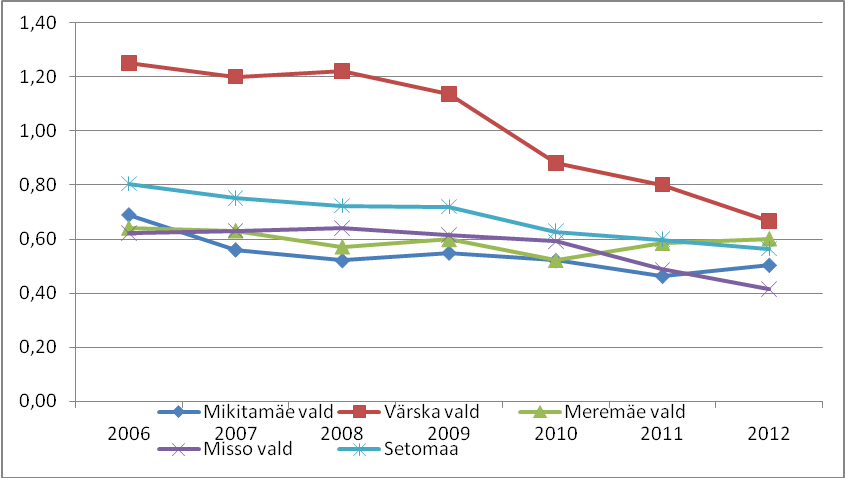 1,40
1,20
1,00
0,80
0,60
0,40
0,20
0,00
Mikitamäe vald Värska vald Meremäe vald
2006 2007 2008 2009 2010 2011 2012
Misso vald Setomaa